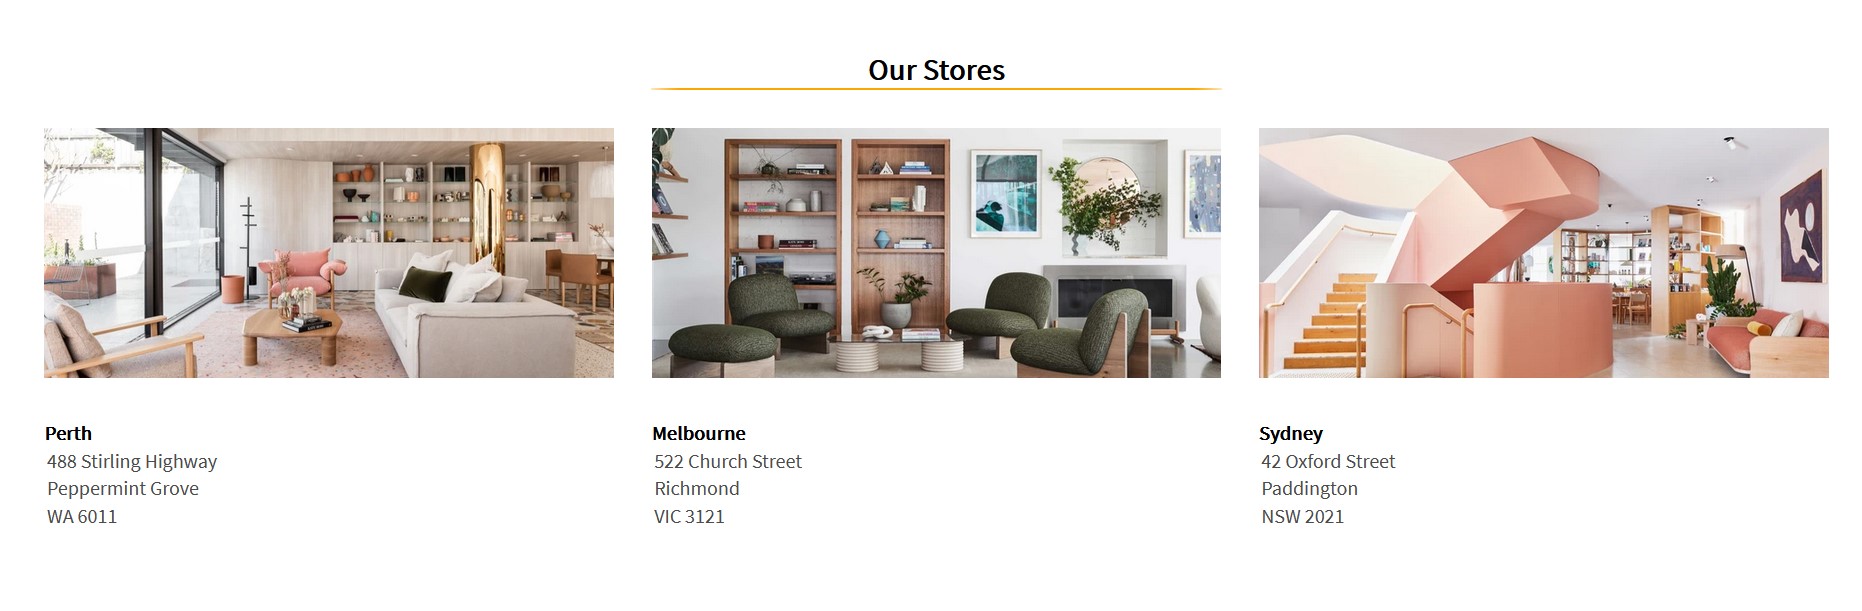 Our Stores
Perth
488 Stirling Highway
Peppermint Grove
WA 6011
Melbourne
522 Church Street
Richmond
VIC 3121
Sydney
42 Oxford Street
Paddington
NSW 2021